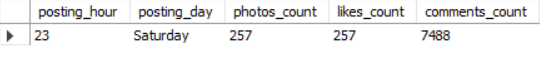 posting_hour posting_day photos_count likes_count comments_count
23 Saturday 257 257 7488